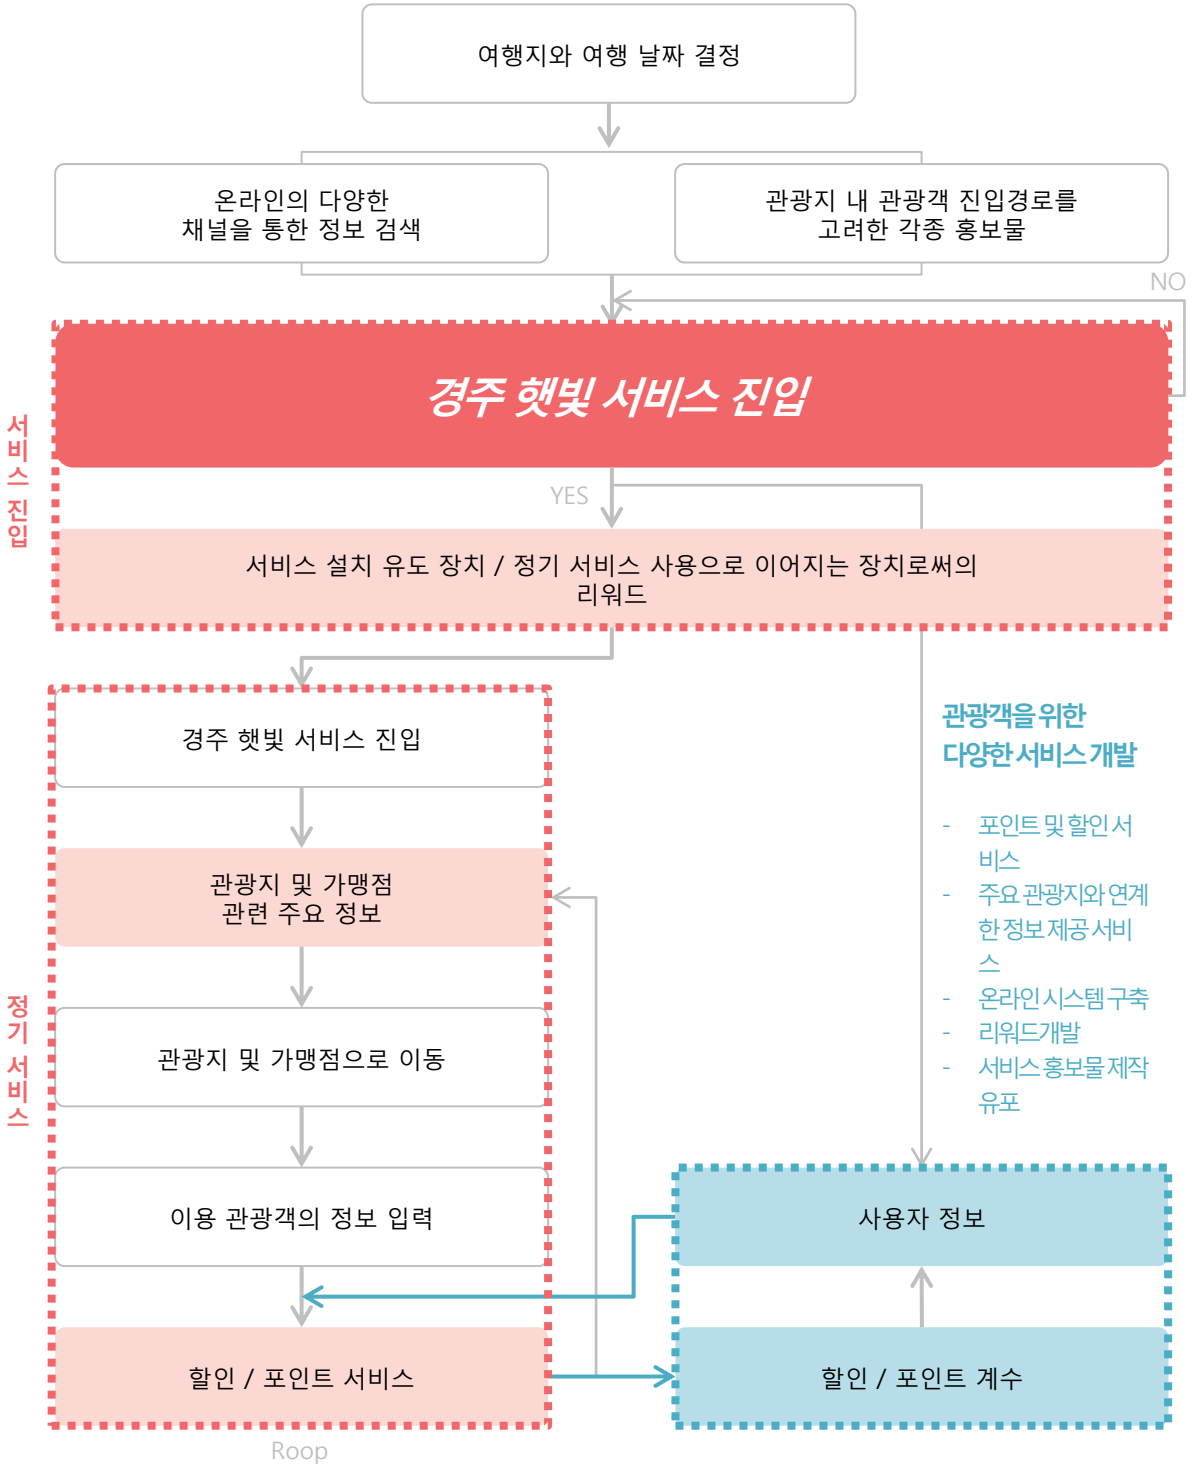 여행지와 여행 날짜 결정
온라인의 다양한
채널을 통한 정보 검색
관광지 내 관광객 진입경로를
고려한 각종 홍보물
NO
경주 햇빛 서비스 진입
서비스 진입
YES
서비스 설치 유도 장치 / 정기 서비스 사용으로 이어지는 장치로써의
리워드
경주 햇빛 서비스 진입
관광지 및 가맹점
관련 주요 정보
관광지 및 가맹점으로 이동
이용 관광객의 정보 입력
할인 / 포인트 서비스
정기 서비스
Roop
관광객을 위한
다양한 서비스 개발
- 포인트 및 할인 서
비스
- 주요 관광지와 연계
한 정보 제공 서비
스
- 온라인 시스템 구축
- 리워드개발
- 서비스 홍보물 제작
유포
사용자 정보
할인 / 포인트 계수